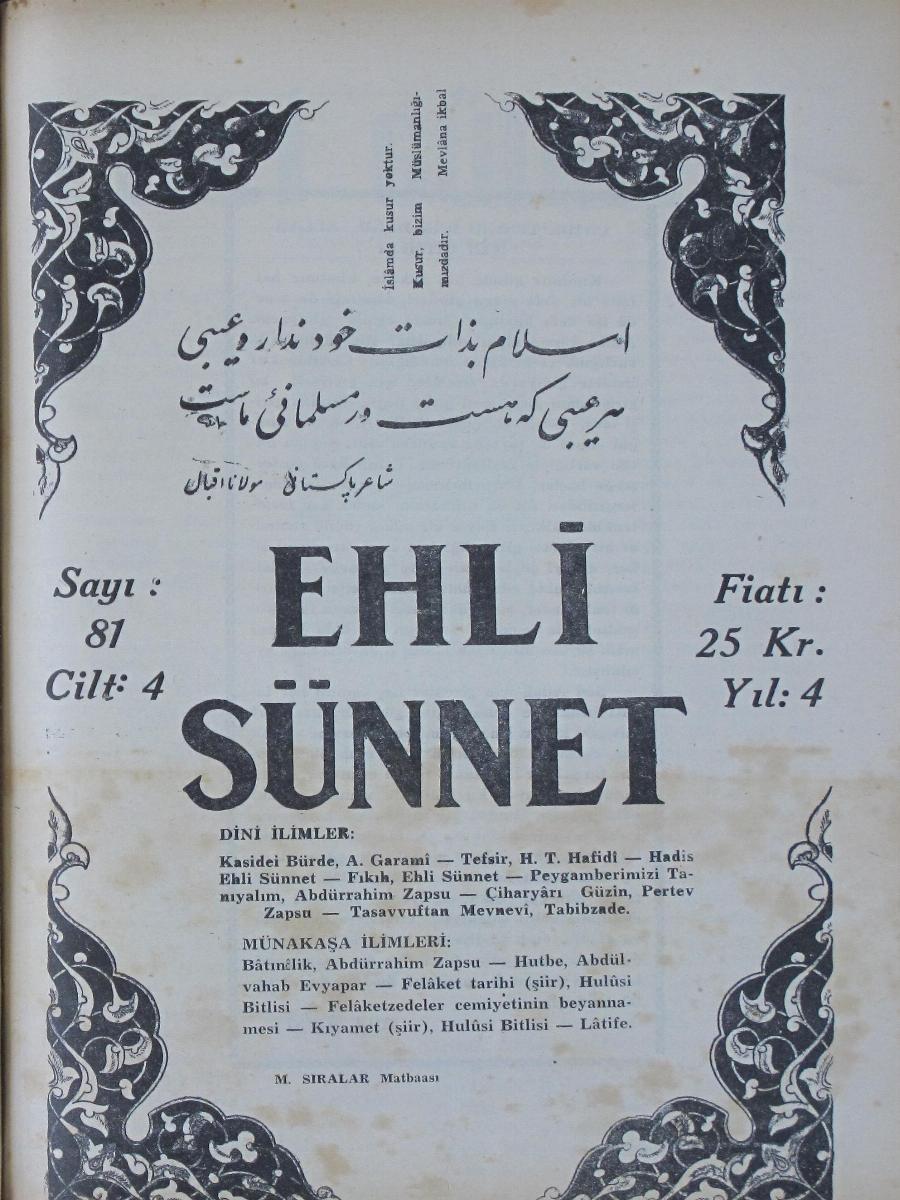 İslâmda kusur yoktur.
Kusur, bizim Müslümanlığı-
mızdadır. Mevlâna ikbal
اسلام بذات خود ندارد عیبی
هر عیبی که هست در مسلمانئ ماست
شاعر پاکستانی مولانا اقبال
EHLİ
SÜNNET
Sayı :
81
Cilt: 4
Fiatı :
25 Kr.
Yıl: 4
DİNİ İLİMLER:
Kasidei Bürde, A. Garamî — Tefsir, H. T. Hafidî — Hadis
Ehli Sünnet — Fıkıh, Ehli Sünnet — Peygamberimizi Ta-
nıyalım, Abdürrahim Zapsu — Çiharyârı Güzin, Pertev
Zapsu — Tasavvuftan Mevnevî, Tabibzade.
MÜNAKAŞA İLİMLERİ:
Bâtınîlik, Abdürrahim Zapsu — Hutbe, Abdül-
vahab Evyapar — Felâket tarihi (şiir), Hulûsi
Bitlisi — Felâketzedeler cemiyetinin beyanna-
mesi — Kıyamet (şiir), Hulûsi Bitlisi — Lâtife.
M. SIRALAR Matbaası